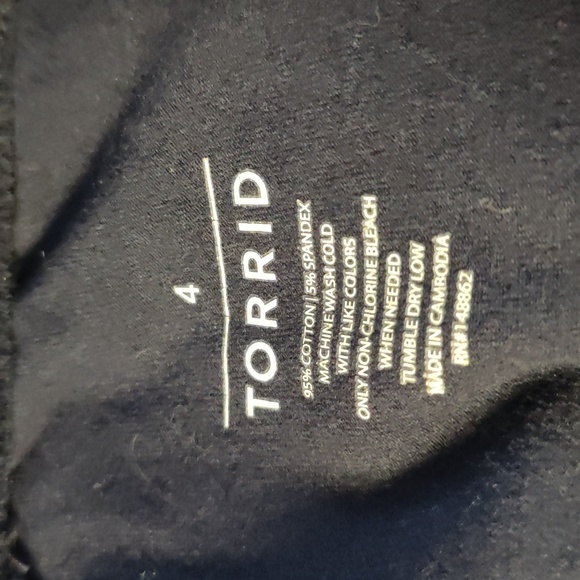 4
TORRID
95% COTTON | 5% SPANDEX
MACHINE WASH COLD
WITH LIKE COLORS
ONLY NON-CHLORINE BLEACH
WHEN NEEDED
TUMBLE DRY LOW
MADE IN CAMBODIA
RN#148862